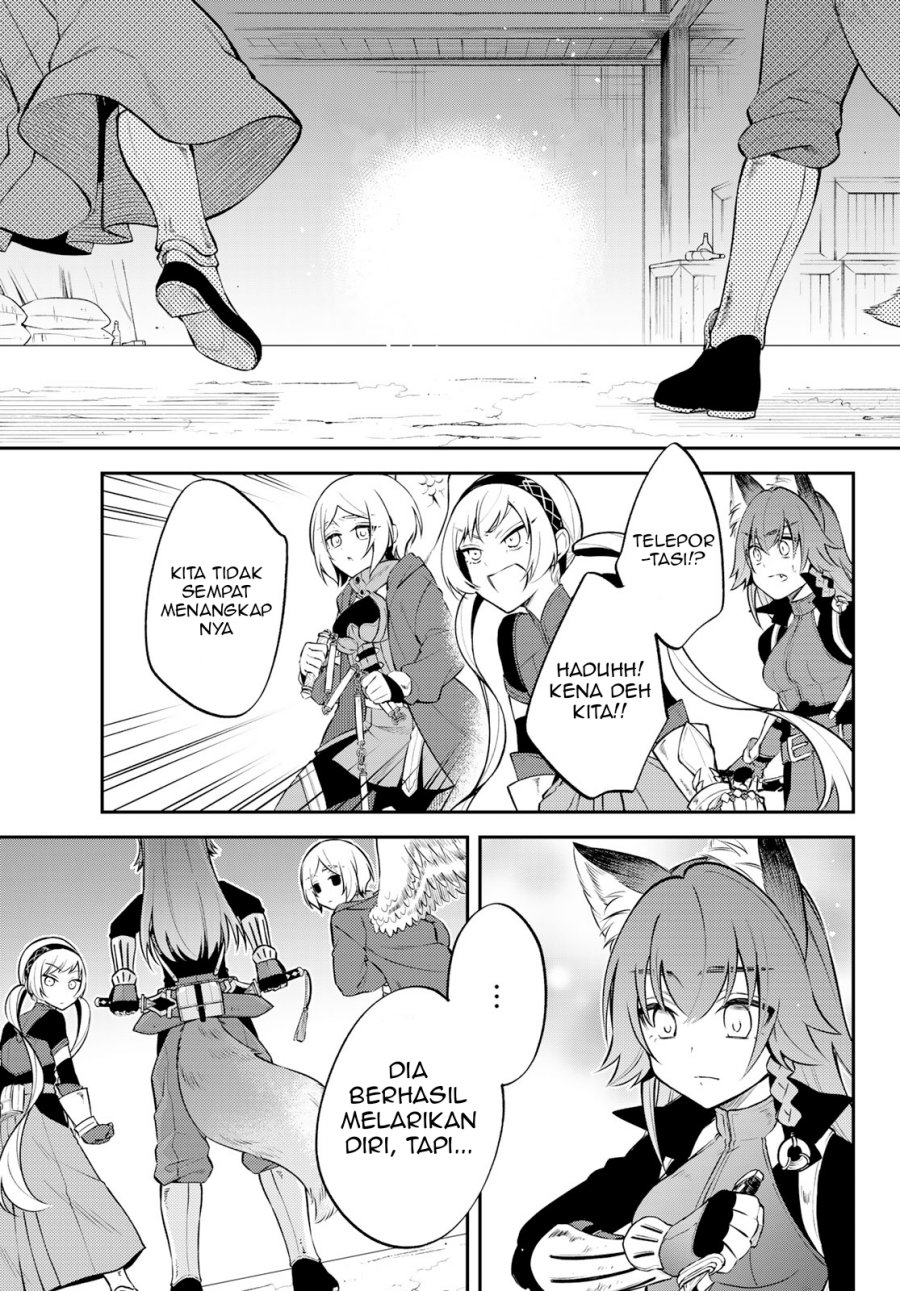 TELEPOR
-TASI!?
HADUHH!
KENA DEH
KITA!!
KITA TIDAK
SEMPAT
MENANGKAP
NYA
...
DIA
BERHASIL
MELARIKAN
DIRI, TAPI...